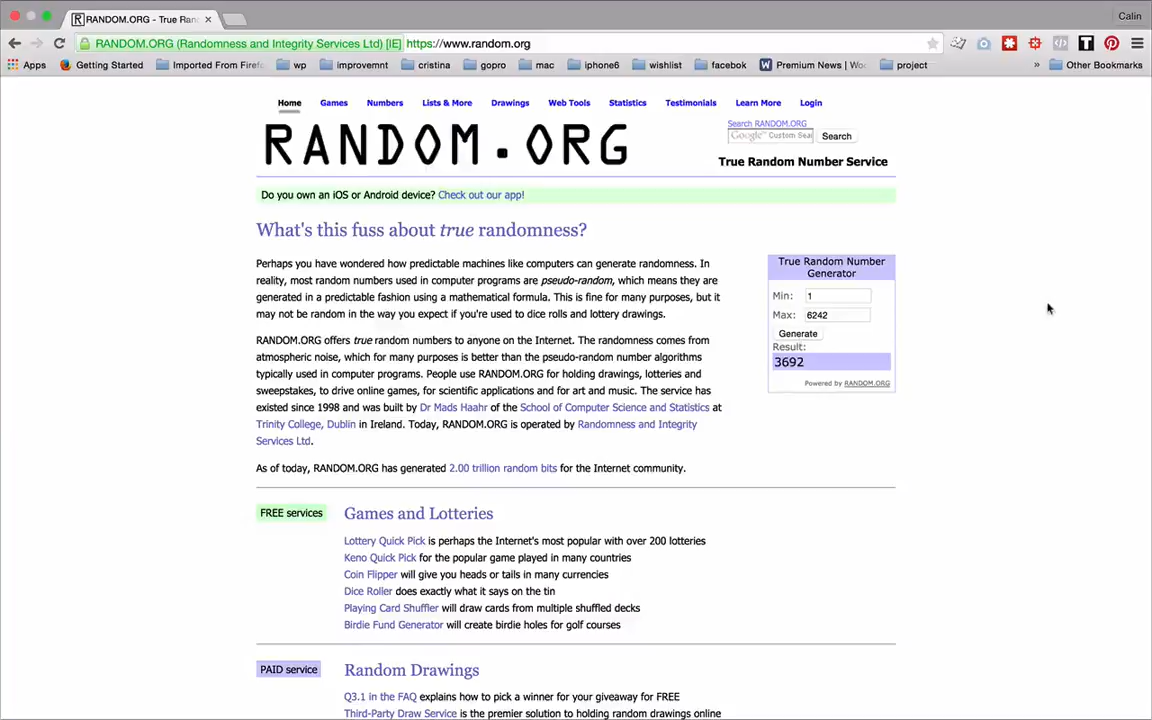 RANDOM.ORG - True Ran
Calin
RANDOM.ORG (Randomness and Integrity Services Ltd) [IE] https://www.random.org
Apps Getting Started Imported From Firef wp improvemnt cristina gopro mac iphone6 wishlist facebok Premium News | Wo project » Other Bookmarks
Home Games Numbers Lists & More Drawings Web Tools Statistics Testimonials Learn More Login
RANDOM.ORG
Search RANDOM.ORG
Google™ Custom Sea Search
True Random Number Service
Do you own an iOS or Android device? Check out our app!
What's this fuss about true randomness?
Perhaps you have wondered how predictable machines like computers can generate randomness. In
reality, most random numbers used in computer programs are pseudo-random, which means they are
generated in a predictable fashion using a mathematical formula. This is fine for many purposes, but it
may not be random in the way you expect if you're used to dice rolls and lottery drawings.
RANDOM.ORG offers true random numbers to anyone on the Internet. The randomness comes from
atmospheric noise, which for many purposes is better than the pseudo-random number algorithms
typically used in computer programs. People use RANDOM.ORG for holding drawings, lotteries and
sweepstakes, to drive online games, for scientific applications and for art and music. The service has
existed since 1998 and was built by Dr Mads Haahr of the School of Computer Science and Statistics at
Trinity College, Dublin in Ireland. Today, RANDOM.ORG is operated by Randomness and Integrity
Services Ltd.
As of today, RANDOM.ORG has generated 2.00 trillion random bits for the Internet community.
True Random Number
Generator
Min: 1
Max: 6242
Generate
Result:
3692
Powered by RANDOM.ORG
FREE services
Games and Lotteries
Lottery Quick Pick is perhaps the Internet's most popular with over 200 lotteries
Keno Quick Pick for the popular game played in many countries
Coin Flipper will give you heads or tails in many currencies
Dice Roller does exactly what it says on the tin
Playing Card Shuffler will draw cards from multiple shuffled decks
Birdie Fund Generator will create birdie holes for golf courses
PAID service
Random Drawings
Q3.1 in the FAQ explains how to pick a winner for your giveaway for FREE
Third-Party Draw Service is the premier solution to holding random drawings online